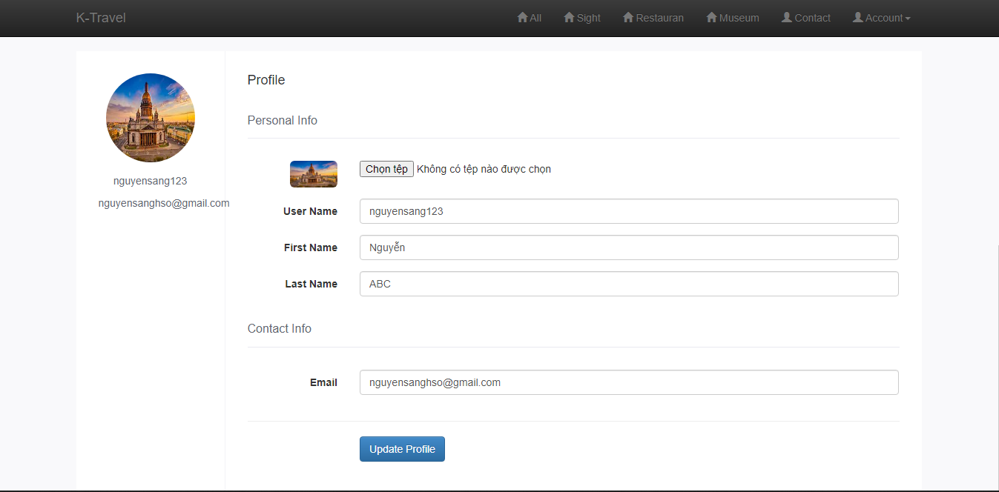 K-Travel All Sight Restauran Museum Contact Account
nguyensang123
nguyensanghso@gmail.com
Profile
Personal Info
Chọn tệp Không có tệp nào được chọn
User Name nguyensang123
First Name Nguyễn
Last Name ABC
Contact Info
Email nguyensanghso@gmail.com
Update Profile